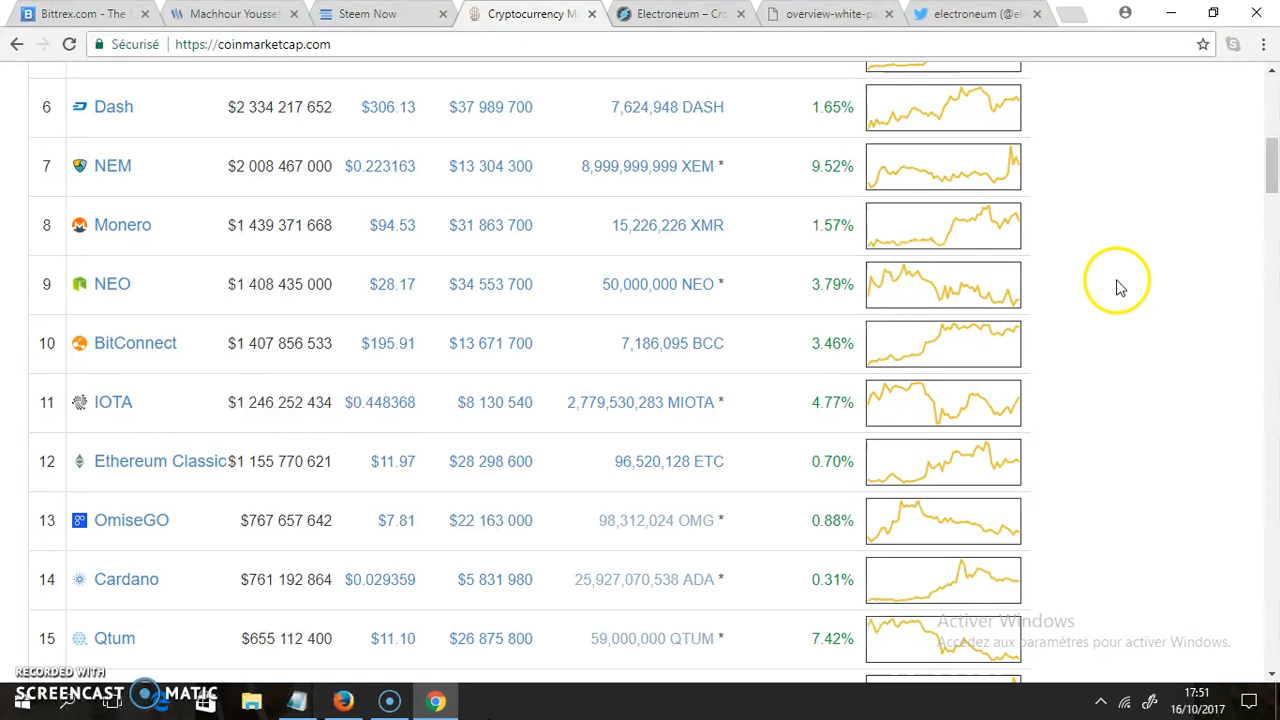 Bittrex.com - The N
Machhour Yousset
Steem Now
Cryptocurrency Ma
Electroneum - Cro
overview-white-pa
electroneum (@ele
Sécurisé https://coinmarketcap.com
6 Dash $2 334 217 652 $306.13 $37 989 700 7,624,948 DASH 1.65%
7 NEM $2 008 467 000 $0.223163 $13 304 300 8,999,999,999 XEM * 9.52%
8 Monero $1 439 371 668 $94.53 $31 863 700 15,226,226 XMR 1.57%
9 NEO $1 408 435 000 $28.17 $34 553 700 50,000,000 NEO * 3.79%
10 BitConnect $1 407 856 533 $195.91 $13 671 700 7,186,095 BCC 3.46%
11 IOTA $1 246 252 434 $0.448368 $8 130 540 2,779,530,283 MIOTA * 4.77%
12 Ethereum Classic $1 155 770 621 $11.97 $28 298 600 96,520,128 ETC 0.70%
13 OmiseGO $767 657 642 $7.81 $22 163 000 98,312,024 OMG * 0.88%
14 Cardano $761 192 864 $0.029359 $5 831 980 25,927,070,538 ADA * 0.31%
15 Qtum $655 112 400 $11.10 $26 875 800 59,000,000 QTUM * 7.42%
Activer Windows
Accédez aux paramètres pour activer Windows.
RECORDED WITH
SCREENCAST MATIC
17:51
16/10/2017